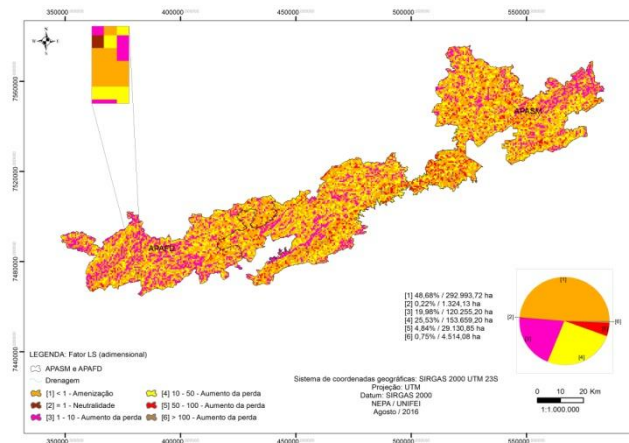 350000 400000 450000 500000 550000
N
W E
S
7560000
7520000
7480000
7440000
APASM
APAFD
[1] 48,68% / 292.993,72 ha
[2] 0,22% / 1.324,13 ha
[3] 19,98% / 120.255,20 ha
[4] 25,53% / 153.659,20 ha
[5] 4,84% / 29.130,85 ha
[6] 0,75% / 4.514,08 ha
[1]
[2]
[3]
[4]
[5]
[6]
LEGENDA: Fator LS (adimensional)
APASM e APAFD
Drenagem
[1] < 1 - Amenização
[2] = 1 - Neutralidade
[3] 1 - 10 - Aumento da perda
[4] 10 - 50 - Aumento da perda
[5] 50 - 100 - Aumento da perda
[6] > 100 - Aumento da perda
Sistema de coordenadas geográficas: SIRGAS 2000 UTM 23S
Projeção: UTM
Datum: SIRGAS 2000
NEPA / UNIFEI
Agosto / 2016
0 10 20 Km
1:1.000.000
350000 400000 450000 500000 550000